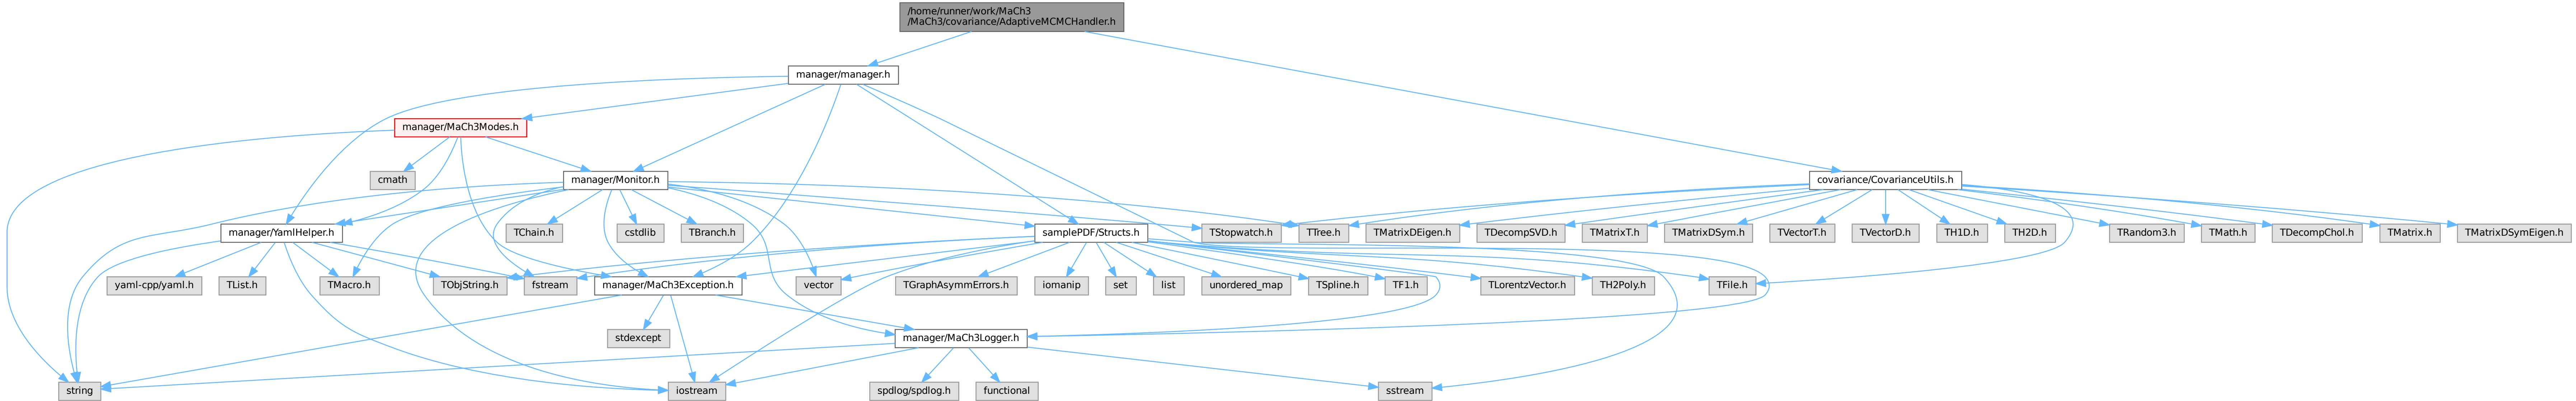 /home/runner/work/MaCh3
/MaCh3/covariance/AdaptiveMCMCHandler.h
manager/manager.h
manager/MaCh3Modes.h
cmath
manager/Monitor.h
covariance/CovarianceUtils.h
manager/YamlHelper.h
TChain.h
cstdlib
TBranch.h
samplePDF/Structs.h
TStopwatch.h
TTree.h
TMatrixDEigen.h
TDecompSVD.h
TMatrixT.h
TMatrixDSym.h
TVectorT.h
TVectorD.h
TH1D.h
TH2D.h
TRandom3.h
TMath.h
TDecompChol.h
TMatrix.h
TMatrixDSymEigen.h
yaml-cpp/yaml.h
TList.h
TMacro.h
TObjString.h
fstream
manager/MaCh3Exception.h
vector
TGraphAsymmErrors.h
iomanip
set
list
unordered_map
TSpline.h
TF1.h
TLorentzVector.h
TH2Poly.h
TFile.h
stdexcept
manager/MaCh3Logger.h
string
iostream
spdlog/spdlog.h
functional
sstream